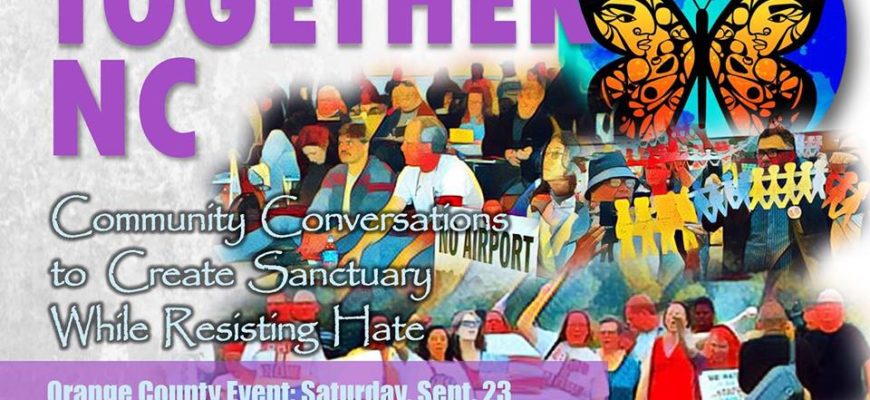 TOGETHER
NC
Community Conversations
to Create Sanctuary
While Resisting Hate
NO AIRPORT
Orange County Event: Saturday, Sept. 23